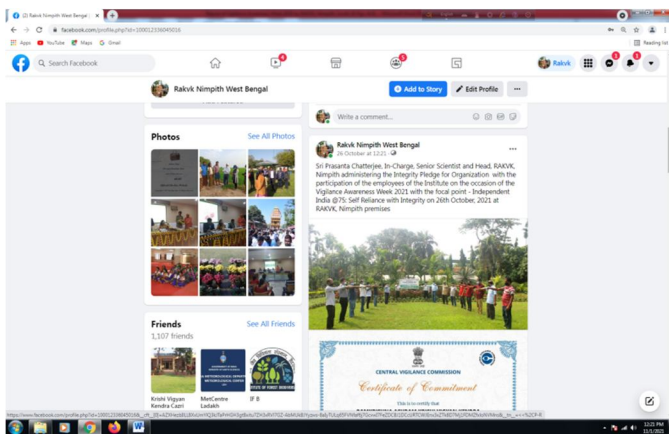 (2) Rakvk Nimpith West Bengal
facebook.com/profile.php?id=100012336045016
Apps YouTube Maps Gmail
Reading list
Search Facebook
Rakvk
Rakvk Nimpith West Bengal
Add to Story
Edit Profile
Write a comment...
Photos
See All Photos
Rakvk Nimpith West Bengal
26 October at 12:21
Sri Prasanta Chatterjee, In-Charge, Senior Scientist and Head, RAKVK,
Nimpith administering the Integrity Pledge for Organization with the
participation of the employees of the Institute on the occasion of the
Vigilance Awareness Week 2021 with the focal point - Independent
India @75: Self Reliance with Integrity on 26th October, 2021 at
RAKVK, Nimpith premises
CENTRAL VIGILANCE COMMISSION
Certificate of Commitment
This is to certify that
Friends
See All Friends
1,107 friends
Krishi Vigyan
Kendra Cazri
MetCentre
Ladakh
IF B
12:21 PM
11/1/2021